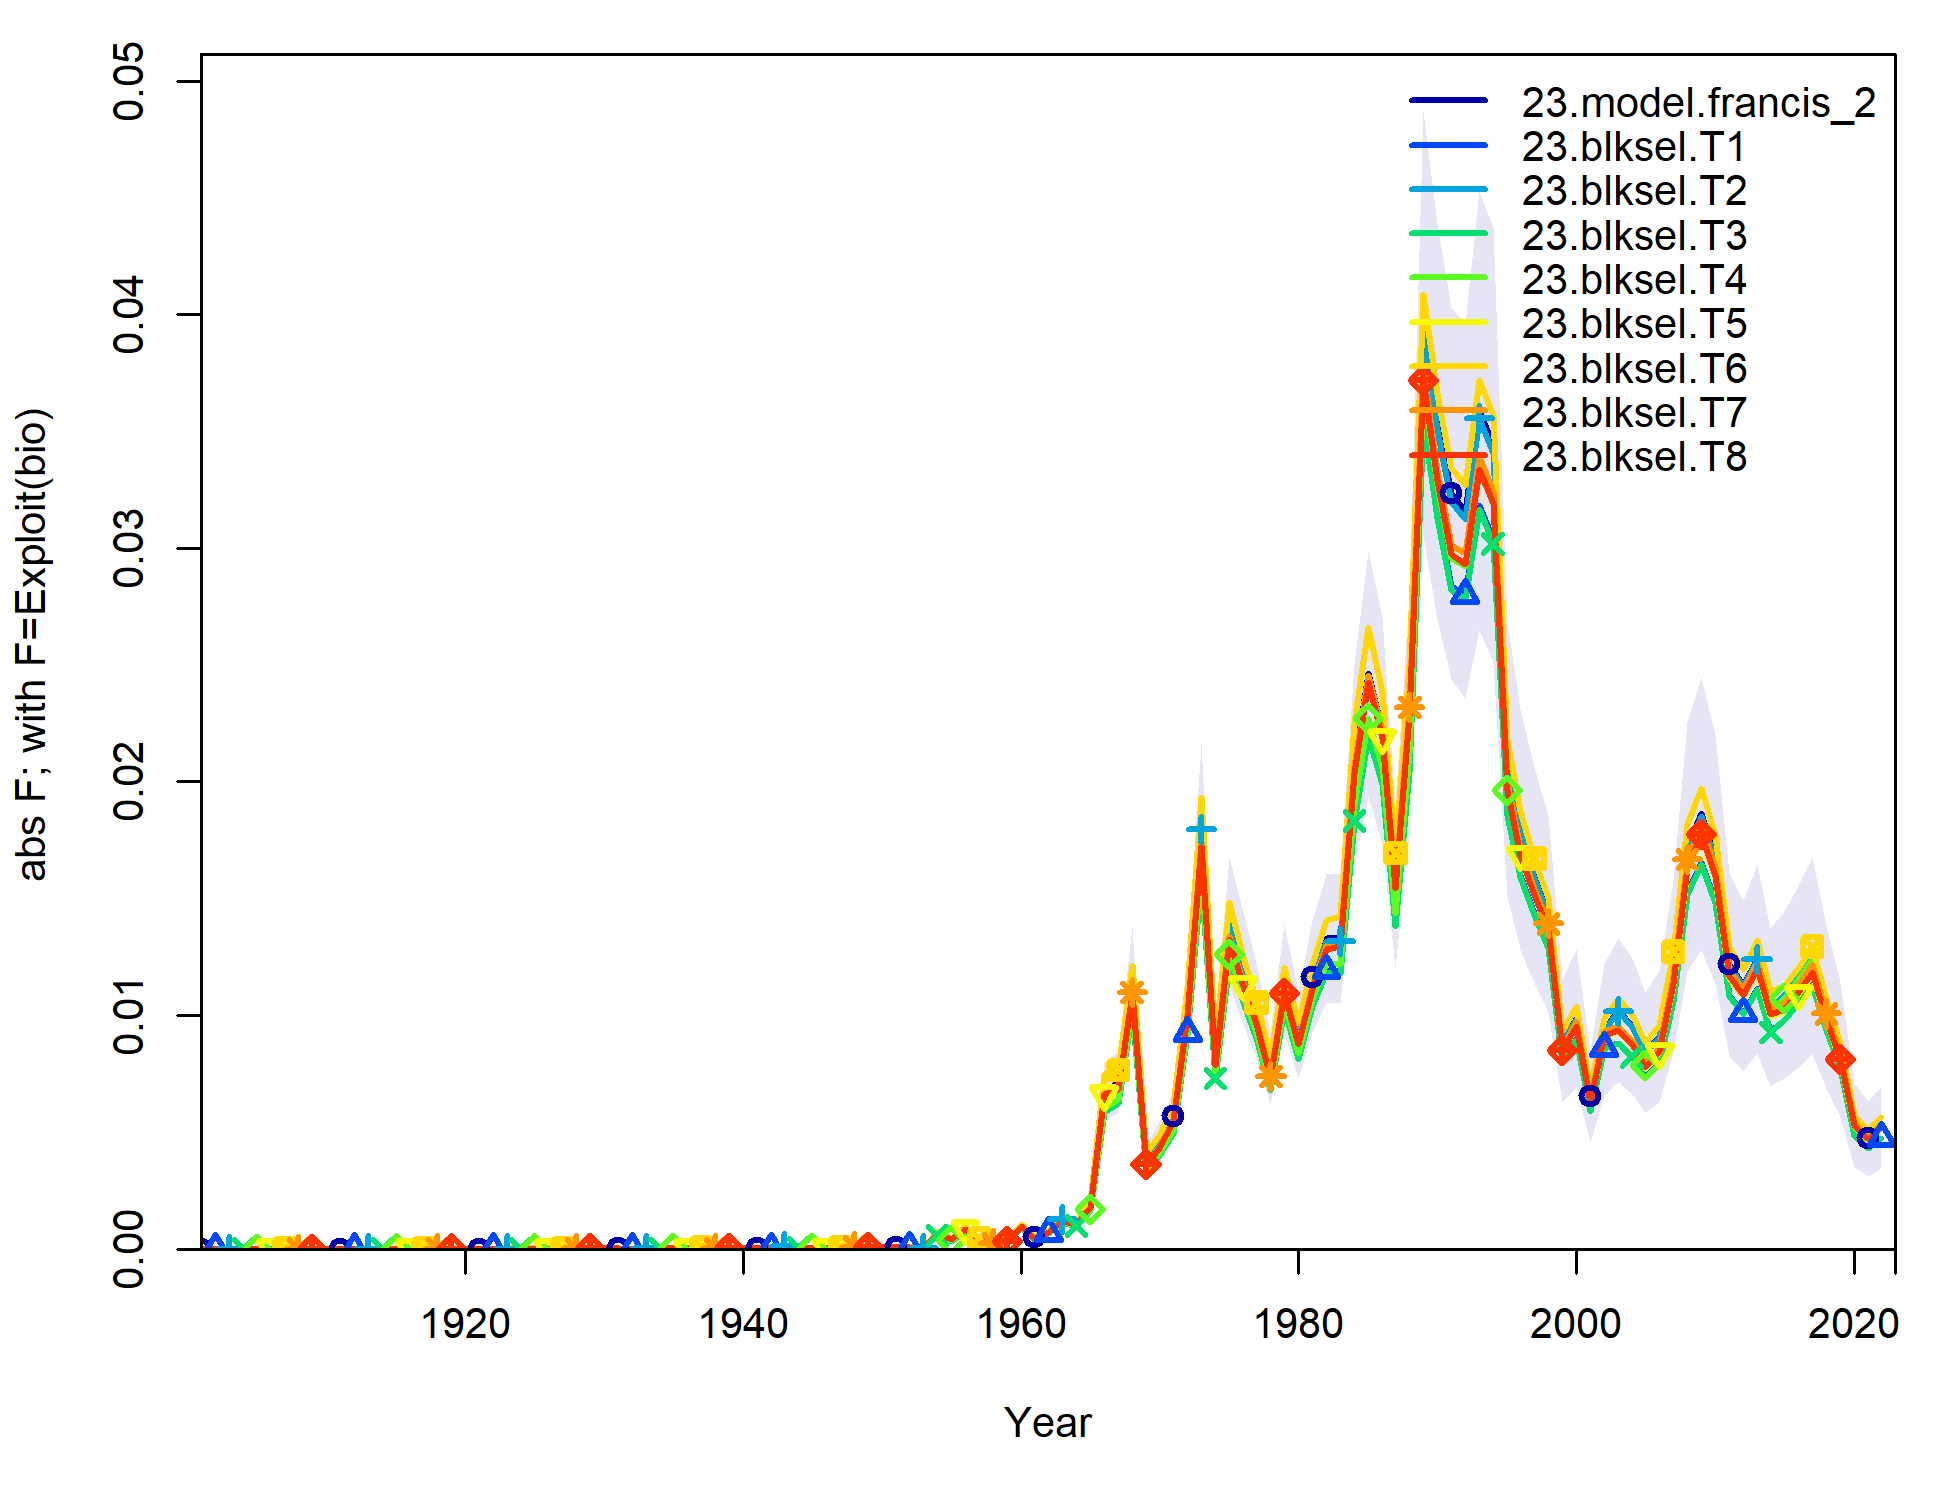 abs F; with F=Exploit(bio)
0.05
0.04
0.03
0.02
0.01
0.00
23.model.francis_2
23.blksel.T1
23.blksel.T2
23.blksel.T3
23.blksel.T4
23.blksel.T5
23.blksel.T6
23.blksel.T7
23.blksel.T8
1920 1940 1960 1980 2000 2020
Year